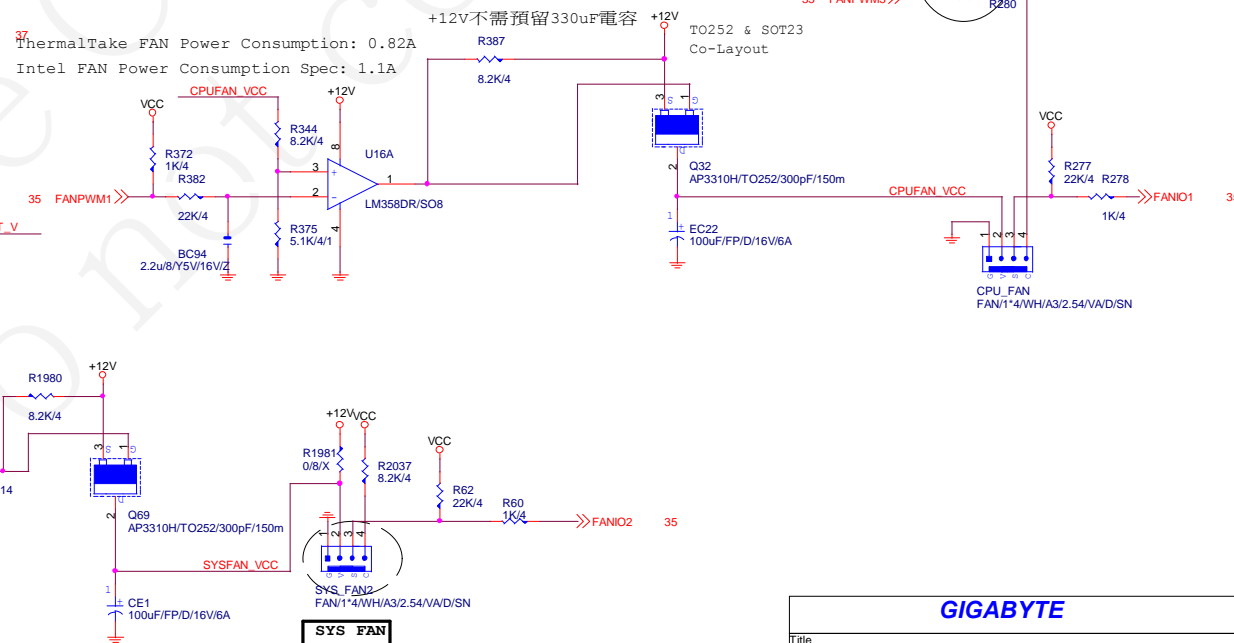 35 FANPWM3
R280
+12V不需預留330uF電容
+12V
TO252 & SOT23
Co-Layout
37
ThermalTake FAN Power Consumption: 0.82A
Intel FAN Power Consumption Spec: 1.1A
R387
8.2K/4
CPUFAN_VCC
+12V
VCC
R344
8.2K/4
R372
1K/4
8
U16A
3
+
1
2
-
LM358DR/SO8
4
R382
22K/4
35 FANPWM1
R375
5.1K/4/1
BC94
2.2u/8/Y5V/16V/Z
T_V
3
S
1
G
D
2
Q32
AP3310H/TO252/300pF/150m
CPUFAN_VCC
1
+
EC22
100uF/FP/D/16V/6A
VCC
R277
22K/4
R278
1K/4
FANIO1
1
2
3
4
G
V
S
C
CPU_FAN
FAN/1*4/WH/A3/2.54/VA/D/SN
+12V
R1980
8.2K/4
3
S
1
G
D
2
14
Q69
AP3310H/TO252/300pF/150m
SYSFAN_VCC
1
+
CE1
100uF/FP/D/16V/6A
+12V
VCC
R1981
0/8/X
R2037
8.2K/4
VCC
R62
22K/4
R60
1K/4
FANIO2 35
1
2
3
4
G
V
S
C
SYS_FAN2
FAN/1*4/WH/A3/2.54/VA/D/SN
SYS FAN
GIGABYTE
Title